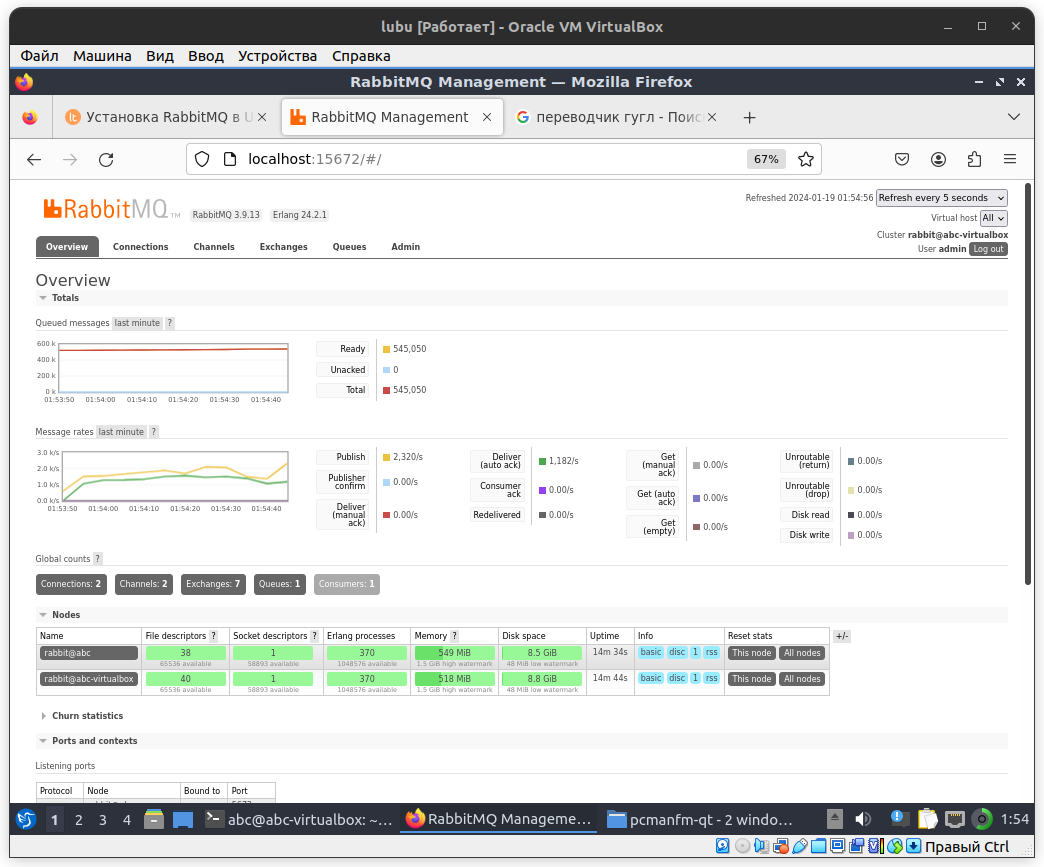 lubu [Работает] - Oracle VM VirtualBox
Файл Машина Вид Ввод Устройства Справка
RabbitMQ Management — Mozilla Firefox
Установка RabbitMQ в U
RabbitMQ Management
переводчик гугл - Поис
localhost:15672/#/
67%
RabbitMQ TM
RabbitMQ 3.9.13
Erlang 24.2.1
Refreshed 2024-01-19 01:54:56 Refresh every 5 seconds
Virtual host All
Cluster rabbit@abc-virtualbox
User admin Log out
Overview Connections Channels Exchanges Queues Admin
Overview
Totals
Queued messages last minute ?
600 k
400 k
200 k
0 k
01:53:50 01:54:00 01:54:10 01:54:20 01:54:30 01:54:40
Ready 545,050
Unacked 0
Total 545,050
Message rates last minute ?
3.0 k/s
2.0 k/s
1.0 k/s
0.0 k/s
01:53:50 01:54:00 01:54:10 01:54:20 01:54:30 01:54:40
Publish 2,320/s
Publisher
confirm 0.00/s
Deliver
(manual
ack) 0.00/s
Deliver
(auto ack) 1,182/s
Consumer
ack 0.00/s
Redelivered 0.00/s
Get
(manual
ack) 0.00/s
Get (auto
ack) 0.00/s
Get
(empty) 0.00/s
Unroutable
(return) 0.00/s
Unroutable
(drop) 0.00/s
Disk read 0.00/s
Disk write 0.00/s
Global counts ?
Connections: 2 Channels: 2 Exchanges: 7 Queues: 1 Consumers: 1
Nodes
Name File descriptors ? Socket descriptors ? Erlang processes Memory ? Disk space Uptime Info Reset stats +/-
rabbit@abc 38 1 370 549 MiB 8.5 GiB 14m 34s basic disc 1 rss This node All nodes
65536 available 58893 available 1048576 available 1.5 GiB high watermark 48 MiB low watermark
rabbit@abc-virtualbox 40 1 370 518 MiB 8.8 GiB 14m 44s basic disc 1 rss This node All nodes
65536 available 58893 available 1048576 available 1.5 GiB high watermark 48 MiB low watermark
Churn statistics
Ports and contexts
Listening ports
Protocol Node Bound to Port
1 2 3 4 abc@abc-virtualbox: ~... RabbitMQ Manageme... pcmanfm-qt - 2 windo... 1:54
Правый Ctrl